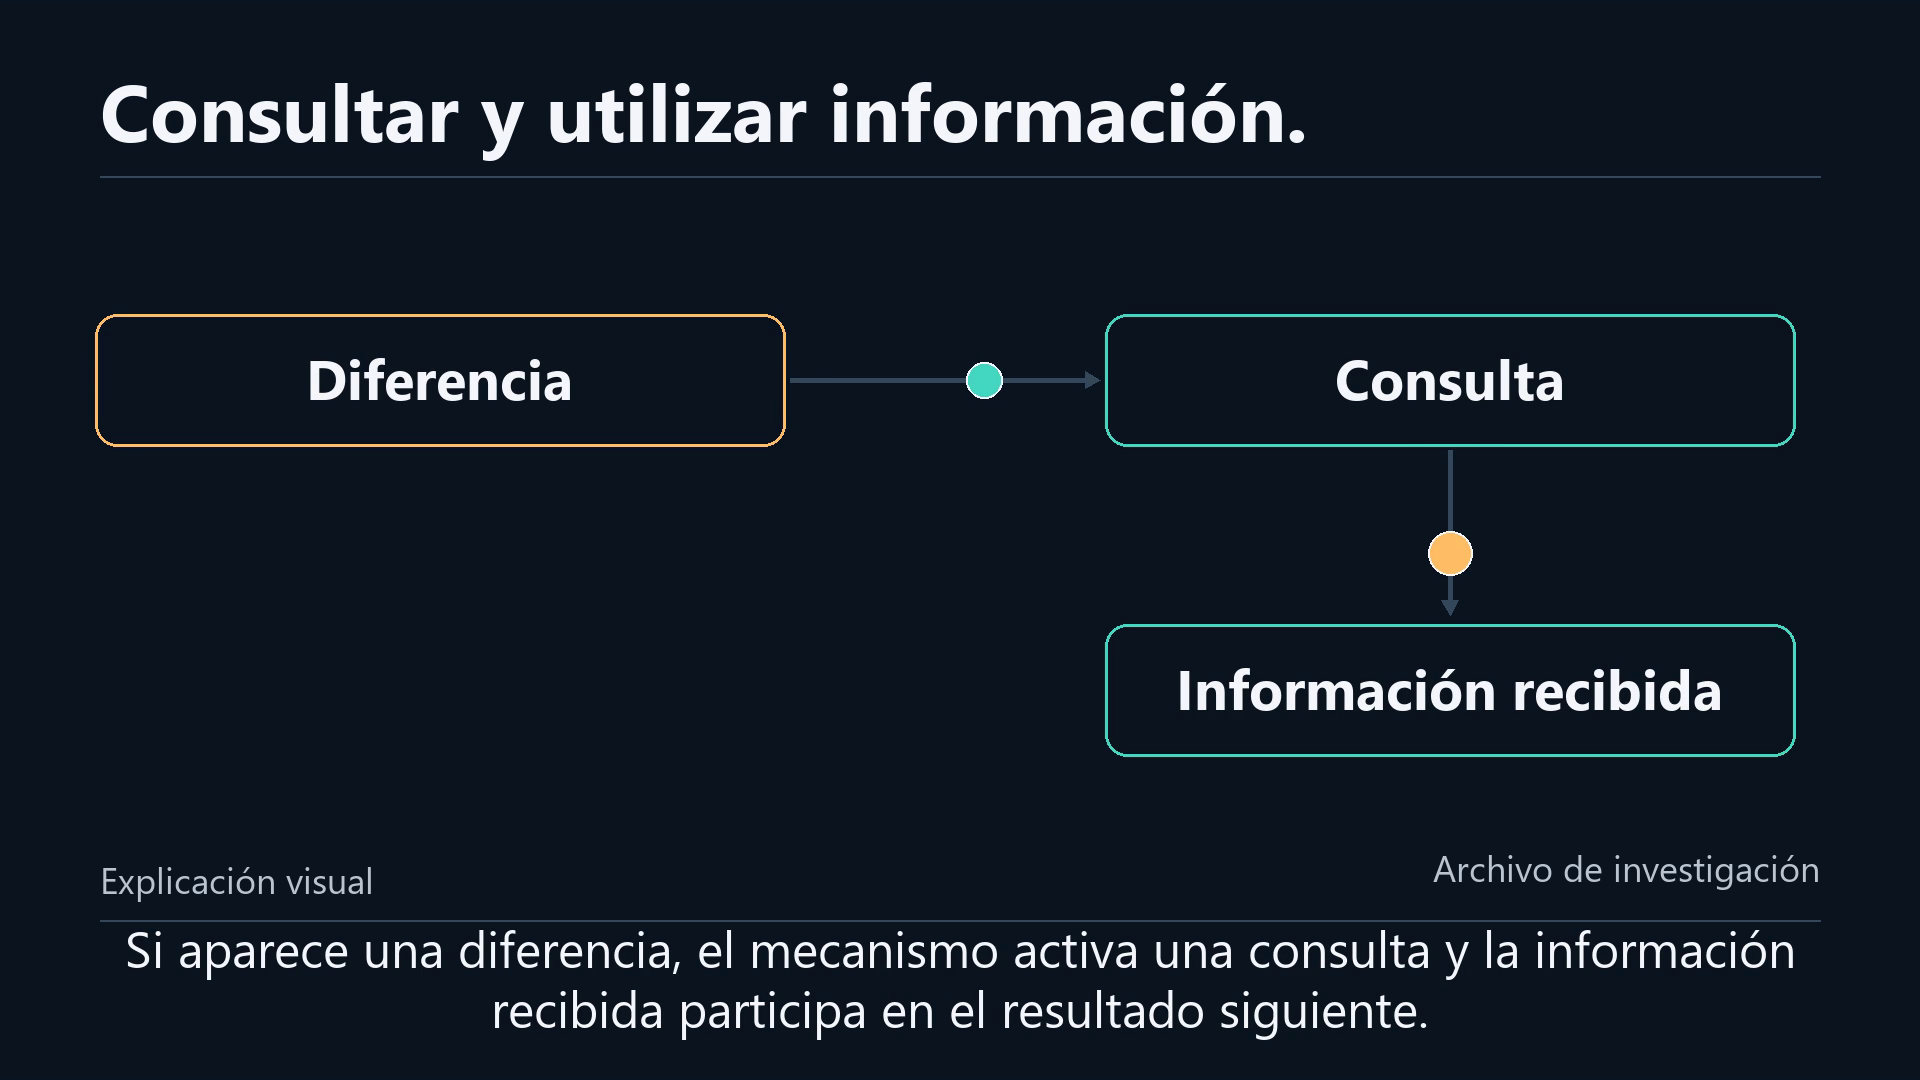 Consultar y utilizar información.
Diferencia
Consulta
Información recibida
Explicación visual
Archivo de investigación
Si aparece una diferencia, el mecanismo activa una consulta y la información
recibida participa en el resultado siguiente.